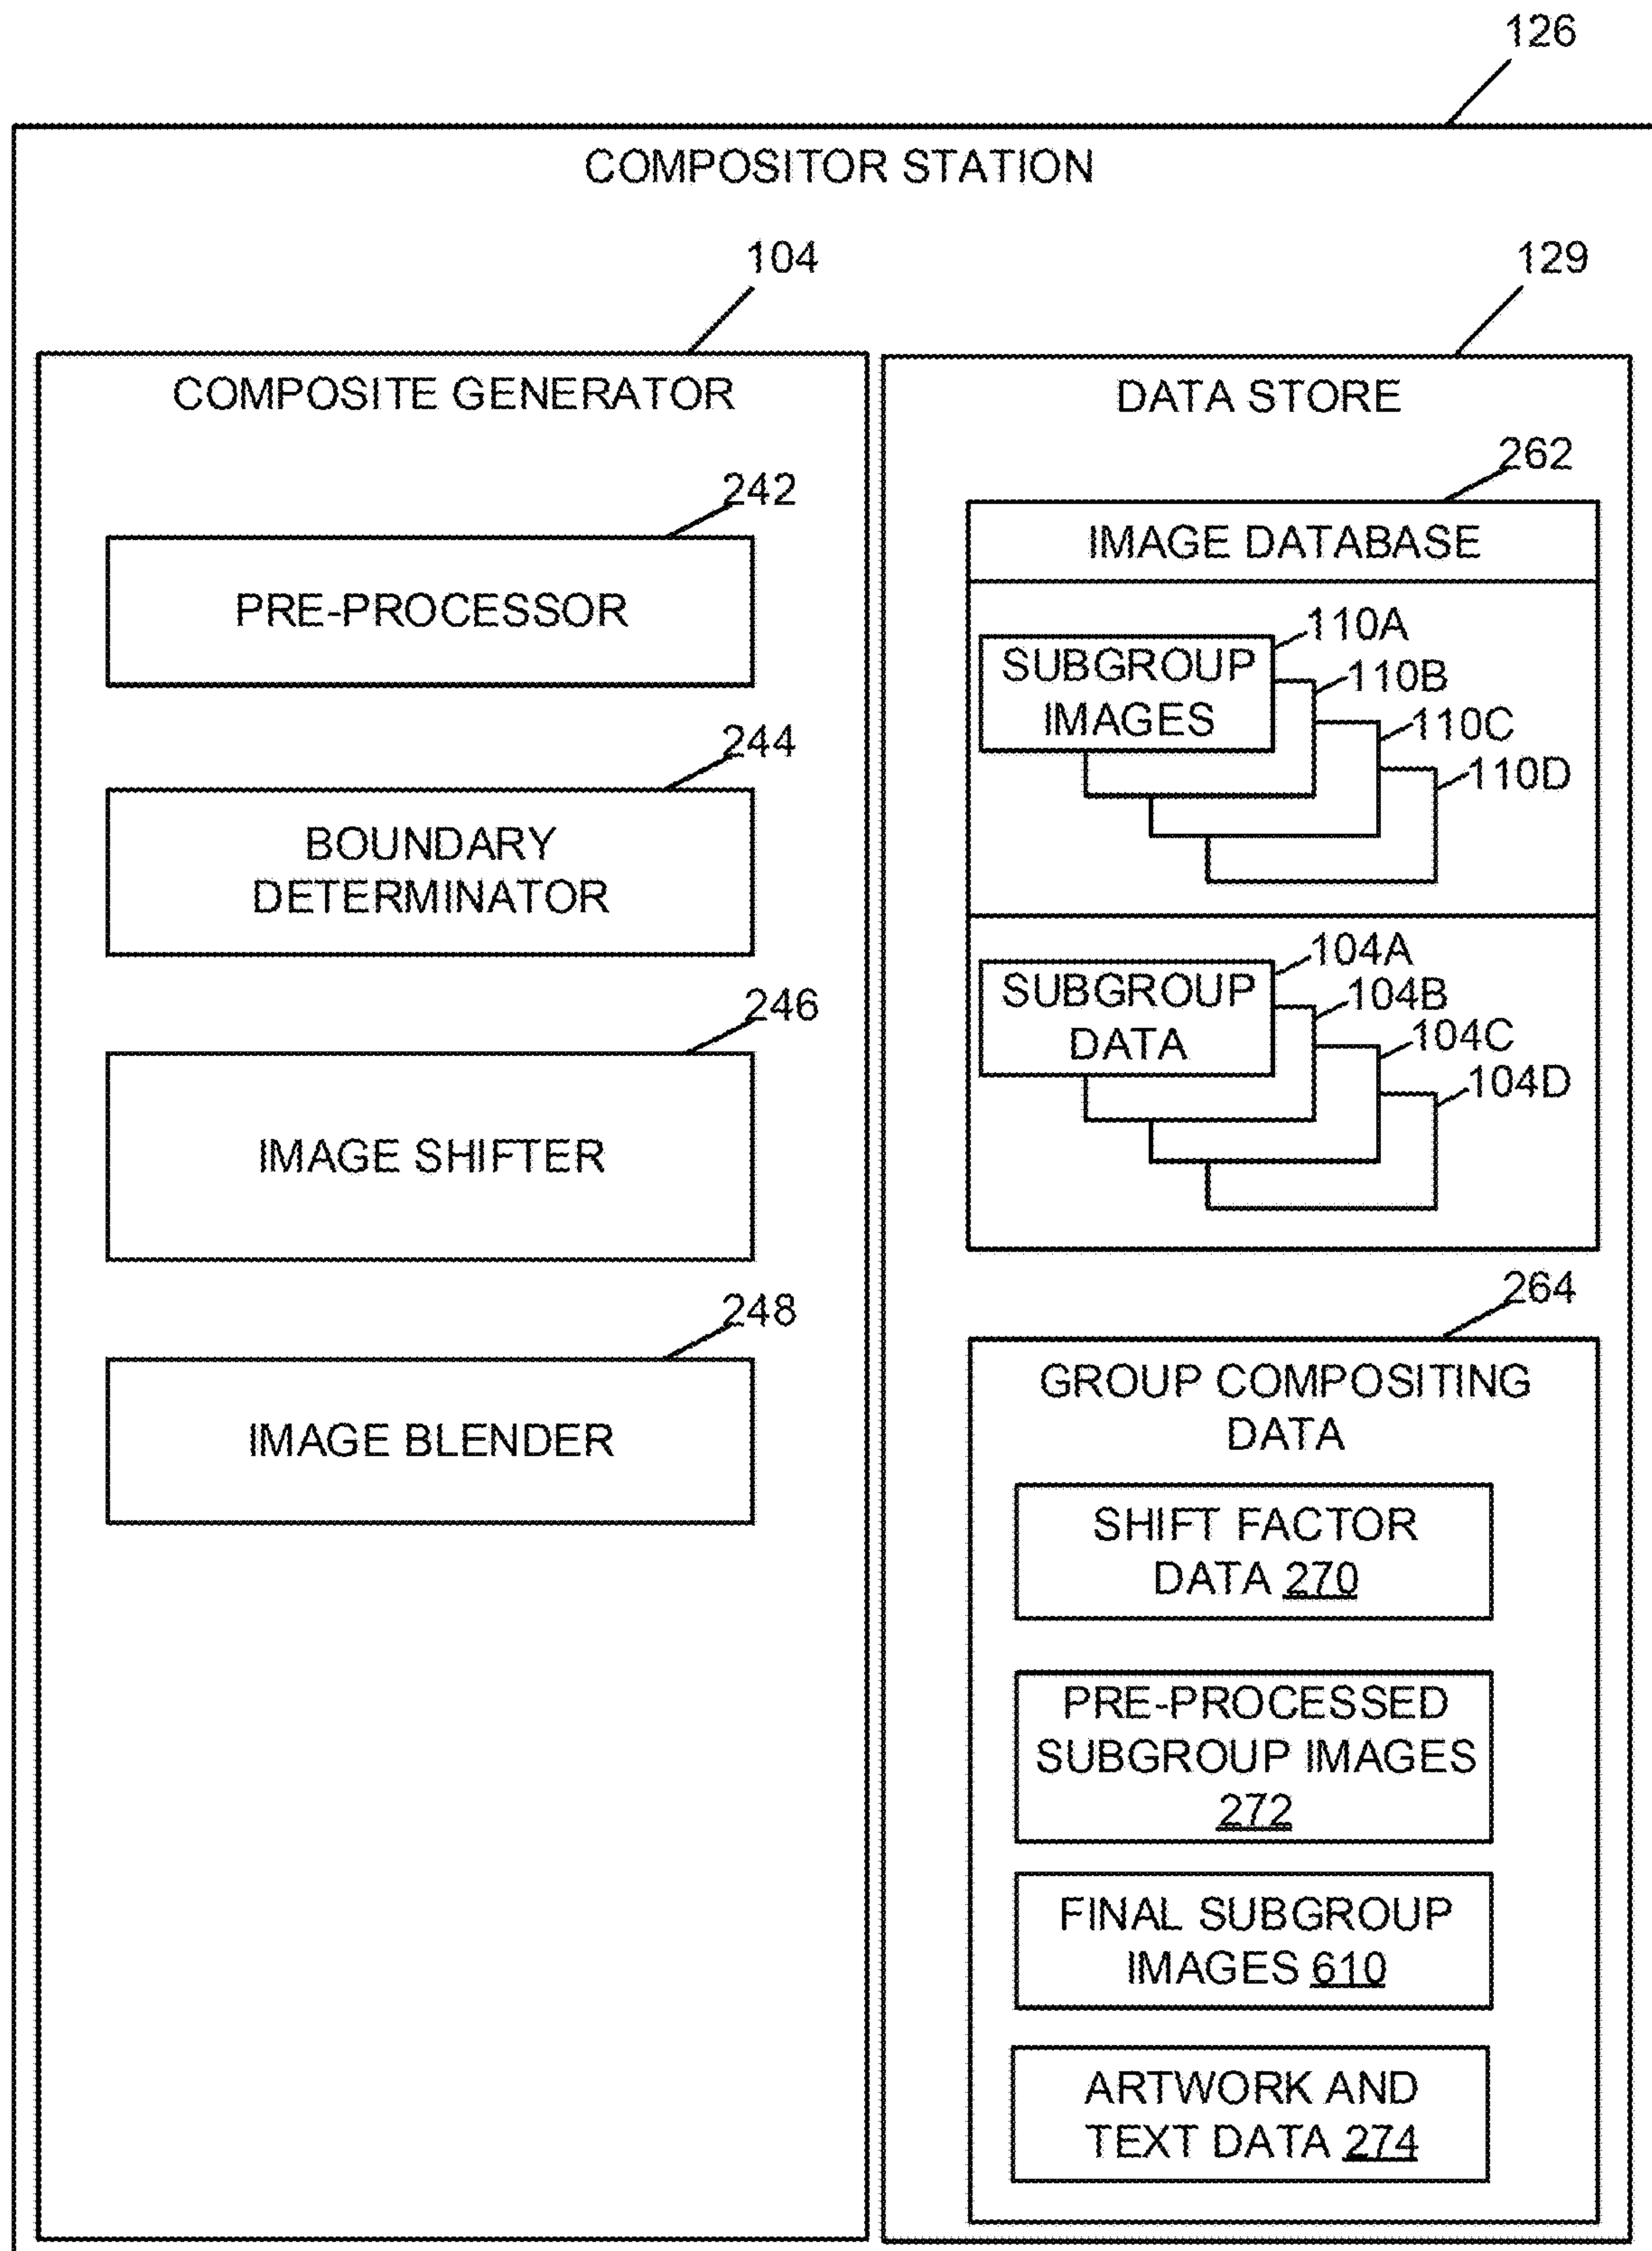 126
COMPOSITOR STATION
104
COMPOSITE GENERATOR
242
PRE-PROCESSOR
244
BOUNDARY
DETERMINATOR
246
IMAGE SHIFTER
248
IMAGE BLENDER
129
DATA STORE
262
IMAGE DATABASE
110A
SUBGROUP
IMAGES
110B
110C
110D
104A
SUBGROUP
DATA
104B
104C
104D
264
GROUP COMPOSITING
DATA
SHIFT FACTOR
DATA 270
PRE-PROCESSED
SUBGROUP IMAGES
272
FINAL SUBGROUP
IMAGES 610
ARTWORK AND
TEXT DATA 274